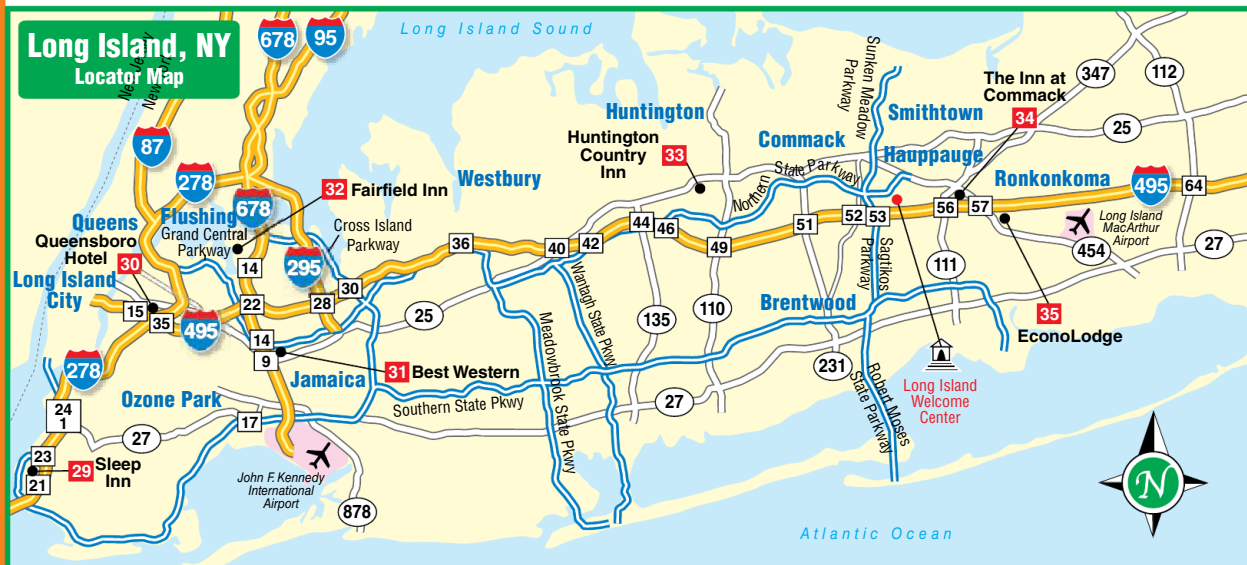 Long Island, NY
Locator Map
New Jersey
New York
678
95
Long Island Sound
87
278
678
295
495
278
495
Queens
Queensboro
Hotel
30
Long Island
City
15
35
Flushing
Grand Central
Parkway
32 Fairfield Inn
Cross Island
Parkway
14
22
28
30
14
9
31 Best Western
Jamaica
Ozone Park
17
24
1
27
23
21
29 Sleep
Inn
John F. Kennedy
International
Airport
878
Westbury
36
40
42
25
Southern State Pkwy
Meadowbrook State Pkwy
Wantagh State Pkwy
Huntington
Huntington
Country
Inn
33
44
46
49
135
110
27
Northern
State Parkway
Commack
51
52
53
Sunken Meadow
Parkway
Smithtown
Hauppauge
The Inn at
Commack
34
347
112
25
Ronkonkoma
56
57
64
Long Island
MacArthur
Airport
454
27
111
Sagtikos
Parkway
Brentwood
231
Robert Moses
State Parkway
Long Island
Welcome
Center
35
EconoLodge
Atlantic Ocean
N